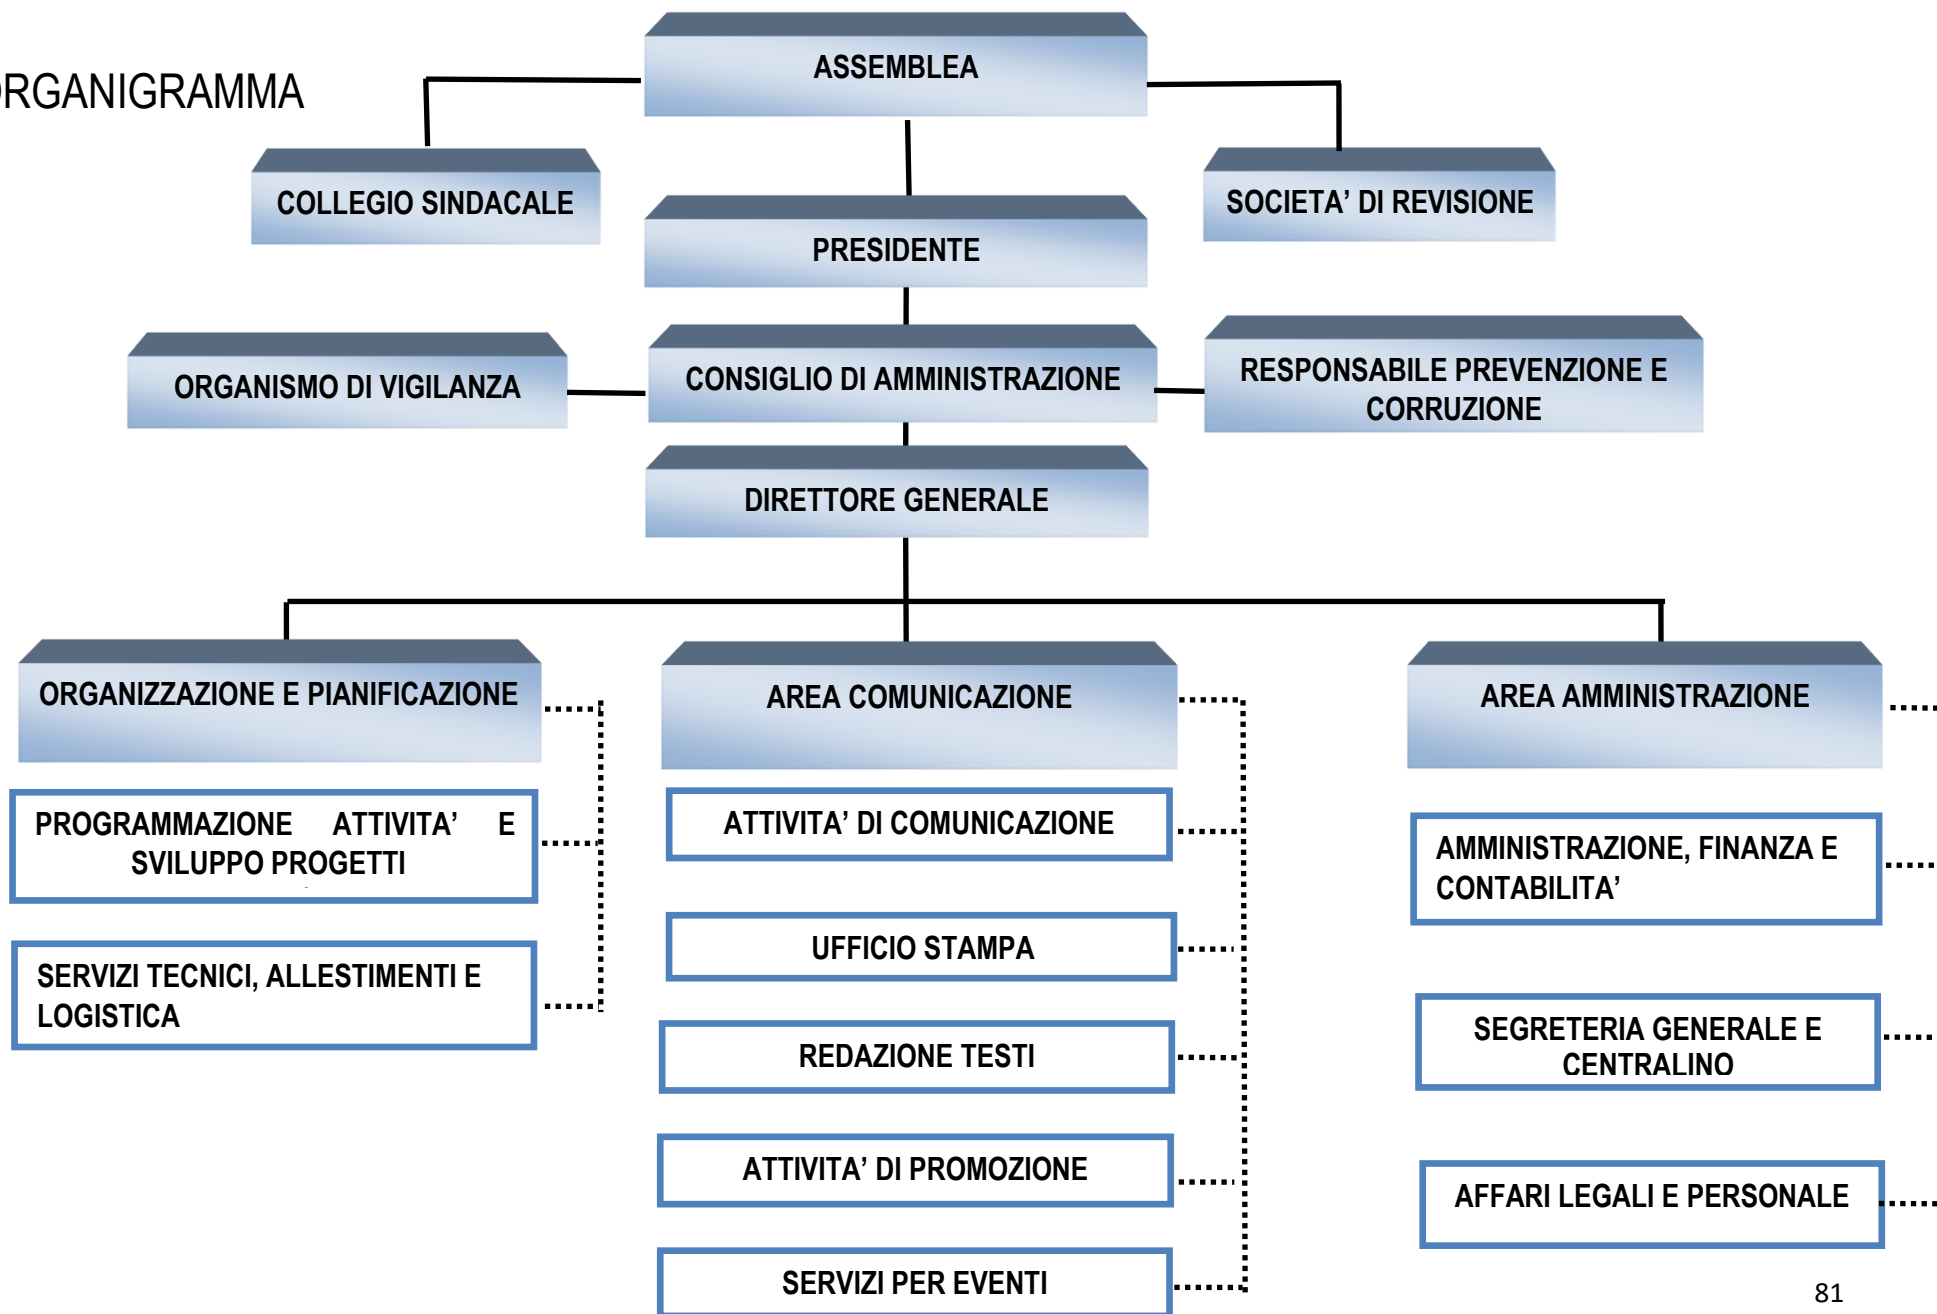 ORGANIGRAMMA
ASSEMBLEA
COLLEGIO SINDACALE
SOCIETA’ DI REVISIONE
PRESIDENTE
ORGANISMO DI VIGILANZA
CONSIGLIO DI AMMINISTRAZIONE
RESPONSABILE PREVENZIONE E
CORRUZIONE
DIRETTORE GENERALE
ORGANIZZAZIONE E PIANIFICAZIONE
PROGRAMMAZIONE ATTIVITA’ E
SVILUPPO PROGETTI
SERVIZI TECNICI, ALLESTIMENTI E
LOGISTICA
AREA COMUNICAZIONE
ATTIVITA’ DI COMUNICAZIONE
UFFICIO STAMPA
REDAZIONE TESTI
ATTIVITA’ DI PROMOZIONE
SERVIZI PER EVENTI
AREA AMMINISTRAZIONE
AMMINISTRAZIONE, FINANZA E
CONTABILITA’
SEGRETERIA GENERALE E
CENTRALINO
AFFARI LEGALI E PERSONALE
81